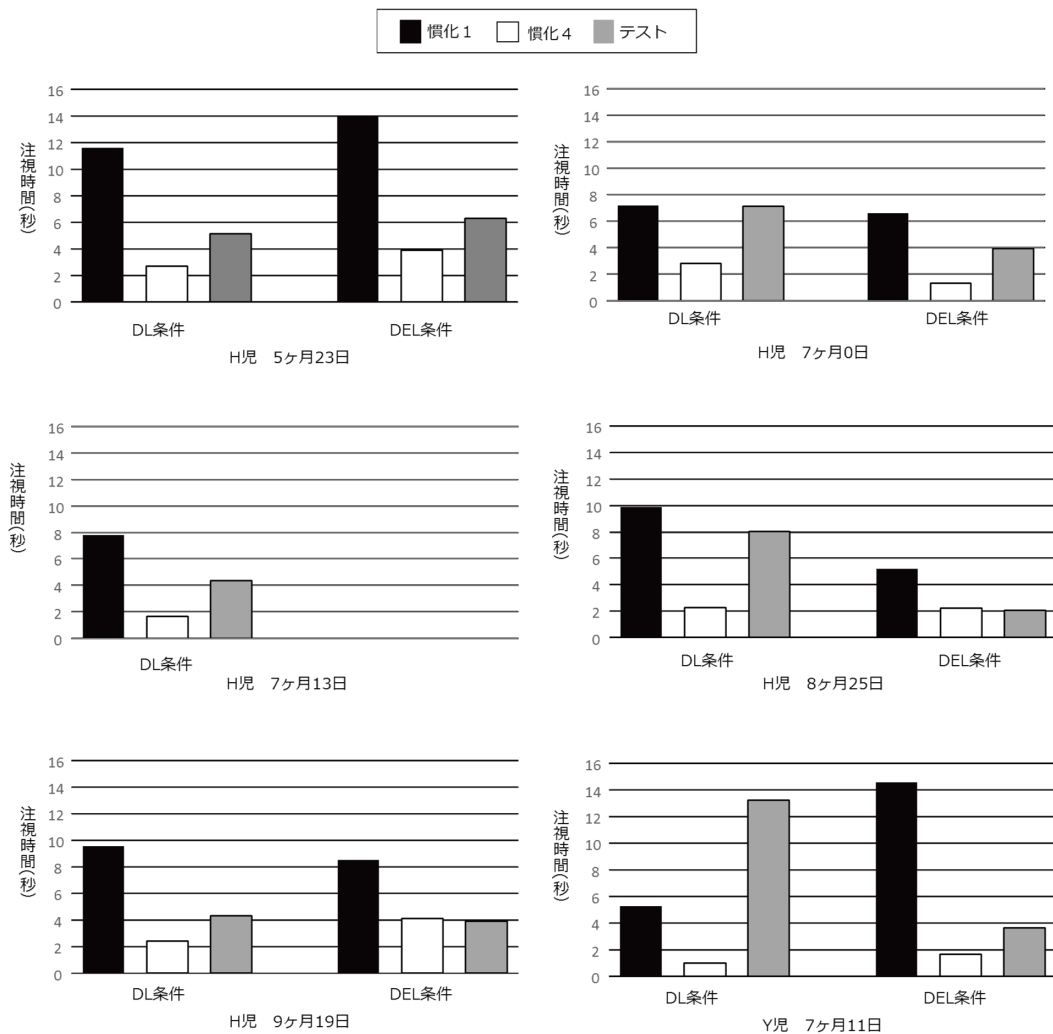 慣化1 慣化4 テスト
注視時間(秒)
16
14
12
10
8
6
4
2
0
DL条件 DEL条件
H児 5ヶ月23日
注視時間(秒)
16
14
12
10
8
6
4
2
0
DL条件 DEL条件
H児 7ヶ月0日
注視時間(秒)
16
14
12
10
8
6
4
2
0
DL条件
H児 7ヶ月13日
注視時間(秒)
16
14
12
10
8
6
4
2
0
DL条件 DEL条件
H児 8ヶ月25日
注視時間(秒)
16
14
12
10
8
6
4
2
0
DL条件 DEL条件
H児 9ヶ月19日
注視時間(秒)
16
14
12
10
8
6
4
2
0
DL条件 DEL条件
Y児 7ヶ月11日